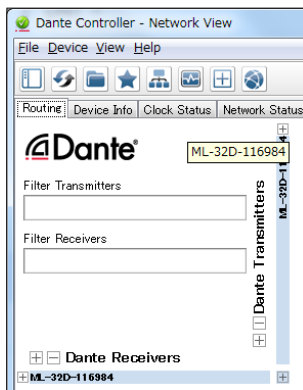 Dante Controller - Network View
File Device View Help
Routing Device Info Clock Status Network Status
Dante®
ML-32D-116984
Filter Transmitters
Filter Receivers
Dante Transmitters
ML-32D-116984
Dante Receivers
ML-32D-116984